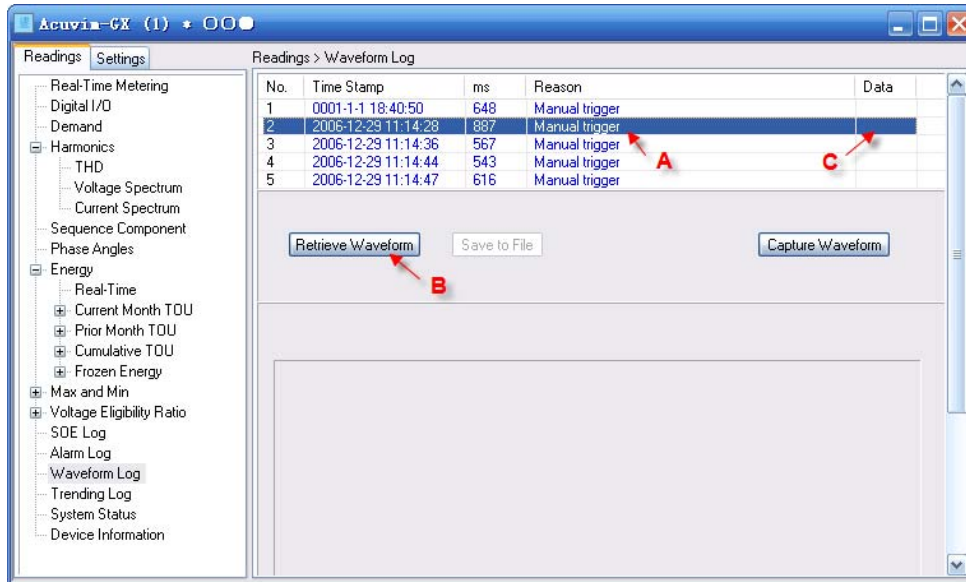 Acuvim-GX (1) * ○○●
Readings Settings
Readings > Waveform Log
Real-Time Metering
Digital I/O
Demand
Harmonics
THD
Voltage Spectrum
Current Spectrum
Sequence Component
Phase Angles
Energy
Real-Time
Current Month TOU
Prior Month TOU
Cumulative TOU
Frozen Energy
Max and Min
Voltage Eligibility Ratio
SOE Log
Alarm Log
Waveform Log
Trending Log
System Status
Device Information
No. Time Stamp ms Reason Data
1 0001-1-1 18:40:50 648 Manual trigger
2 2006-12-29 11:14:28 887 Manual trigger
3 2006-12-29 11:14:36 567 Manual trigger
4 2006-12-29 11:14:44 543 Manual trigger
5 2006-12-29 11:14:47 616 Manual trigger
A
C
Retrieve Waveform Save to File Capture Waveform
B